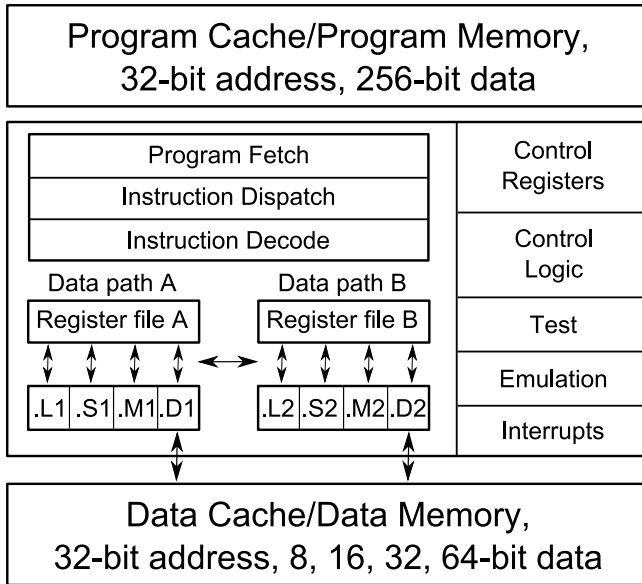 Program Cache/Program Memory,
32-bit address, 256-bit data
Program Fetch
Instruction Dispatch
Instruction Decode
Data path A
Register file A
.L1 .S1 .M1 .D1
Data path B
Register file B
.L2 .S2 .M2 .D2
Control
Registers
Control
Logic
Test
Emulation
Interrupts
Data Cache/Data Memory,
32-bit address, 8, 16, 32, 64-bit data